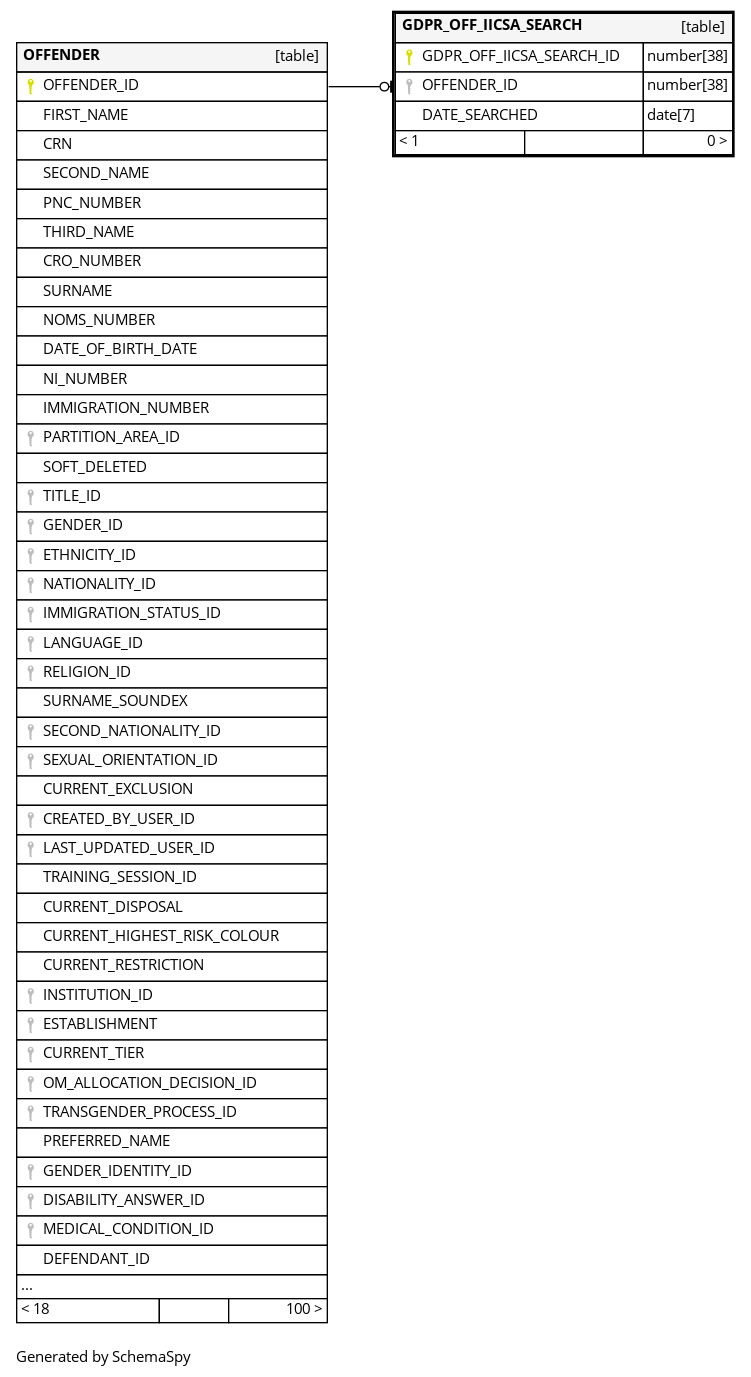 GDPR_OFF_IICSA_SEARCH [table]
GDPR_OFF_IICSA_SEARCH_ID number[38]
OFFENDER_ID number[38]
DATE_SEARCHED date[7]
< 1 0 >
OFFENDER [table]
OFFENDER_ID
FIRST_NAME
CRN
SECOND_NAME
PNC_NUMBER
THIRD_NAME
CRO_NUMBER
SURNAME
NOMS_NUMBER
DATE_OF_BIRTH_DATE
NI_NUMBER
IMMIGRATION_NUMBER
PARTITION_AREA_ID
SOFT_DELETED
TITLE_ID
GENDER_ID
ETHNICITY_ID
NATIONALITY_ID
IMMIGRATION_STATUS_ID
LANGUAGE_ID
RELIGION_ID
SURNAME_SOUNDEX
SECOND_NATIONALITY_ID
SEXUAL_ORIENTATION_ID
CURRENT_EXCLUSION
CREATED_BY_USER_ID
LAST_UPDATED_USER_ID
TRAINING_SESSION_ID
CURRENT_DISPOSAL
CURRENT_HIGHEST_RISK_COLOUR
CURRENT_RESTRICTION
INSTITUTION_ID
ESTABLISHMENT
CURRENT_TIER
OM_ALLOCATION_DECISION_ID
TRANSGENDER_PROCESS_ID
PREFERRED_NAME
GENDER_IDENTITY_ID
DISABILITY_ANSWER_ID
MEDICAL_CONDITION_ID
DEFENDANT_ID
...
< 18 100 >
Generated by SchemaSpy